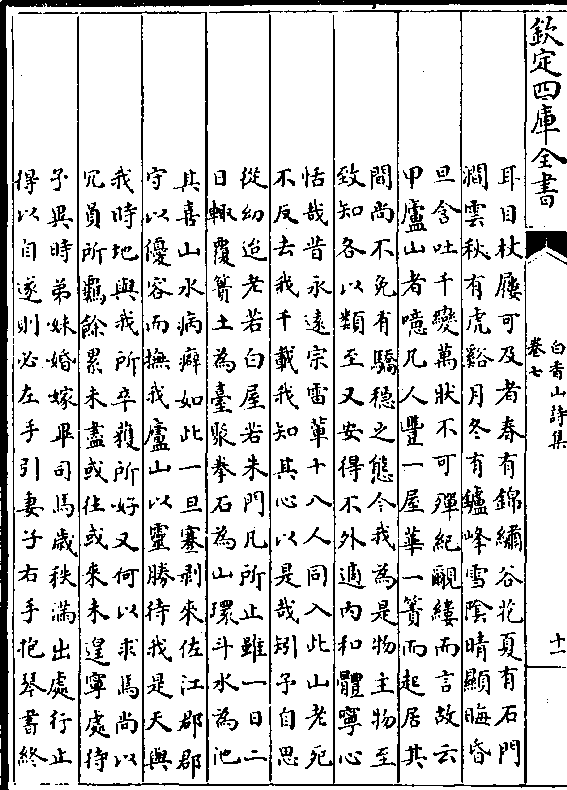 欽定四庫全書
白香山詩集
卷七
十一
耳目杖屨可及者春有錦繡谷花夏有石門
澗雲秋有虎谿月冬有鑪峰雪陰晴顯晦昏
旦含吐千變萬狀不可殫紀覼縷而言故云
甲廬山者噫凡人豐一屋華一簀而起居其
間尚不免有驕穩之態今我為是物主物至
致知各以類至又安得不外適內和體寧心
恬哉昔永遠宗雷軰十八人同入此山老死
不反去我千載我知其心以是哉矧予自思
從幼迨老若白屋若朱門凡所止雖一日二
日輙覆簣土為臺聚拳石為山環斗水為池
其喜山水病癖如此一旦蹇剥來佐江郡郡
守以優容而撫我廬山以靈勝待我是天與
我時地與我所卒獲所好又何以求焉尚以
冗員所羈餘累未盡或往或來未遑寧處待
予異時弟妹婚嫁畢司馬歲秩滿出處行止
得以自遂則必左手引妻子右手抱琴書終